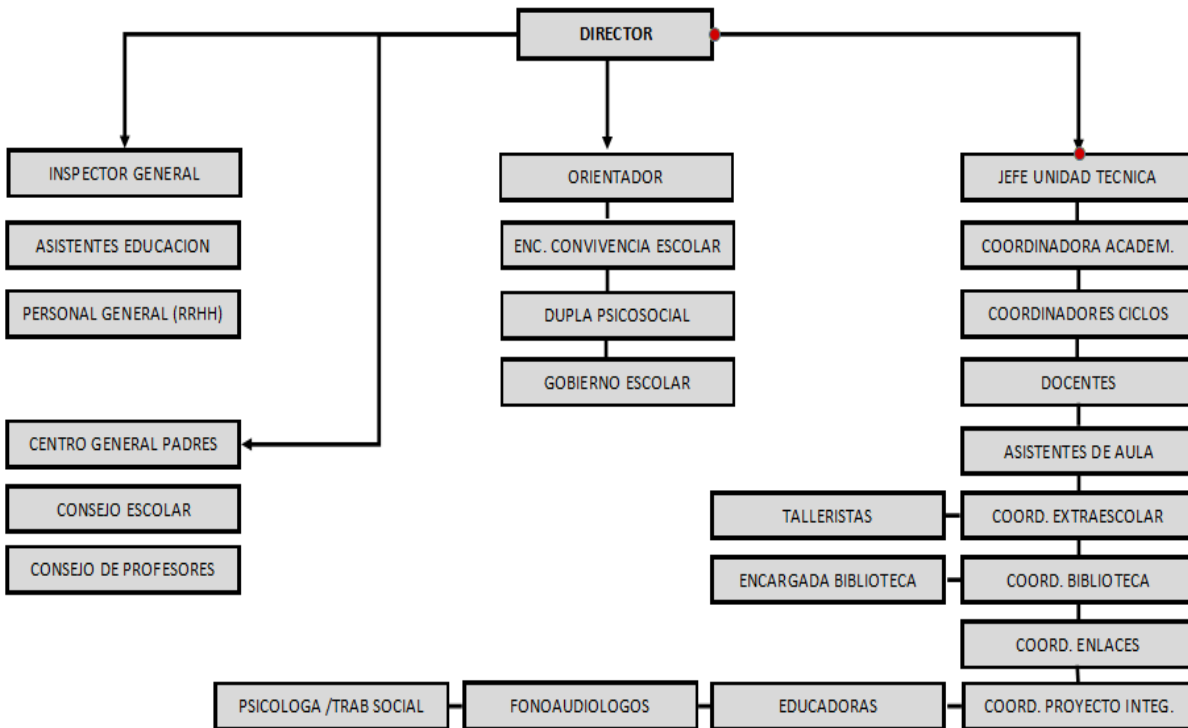 DIRECTOR
INSPECTOR GENERAL
ORIENTADOR
JEFE UNIDAD TECNICA
ASISTENTES EDUCACION
ENC. CONVIVENCIA ESCOLAR
COORDINADORA ACADEM.
PERSONAL GENERAL (RRHH)
DUPLA PSICOSOCIAL
COORDINADORES CICLOS
GOBIERNO ESCOLAR
DOCENTES
CENTRO GENERAL PADRES
ASISTENTES DE AULA
CONSEJO ESCOLAR
TALLERISTAS
COORD. EXTRAESCOLAR
CONSEJO DE PROFESORES
ENCARGADA BIBLIOTECA
COORD. BIBLIOTECA
COORD. ENLACES
PSICOLOGA /TRAB SOCIAL
FONOAUDIOLOGOS
EDUCADORAS
COORD. PROYECTO INTEG.